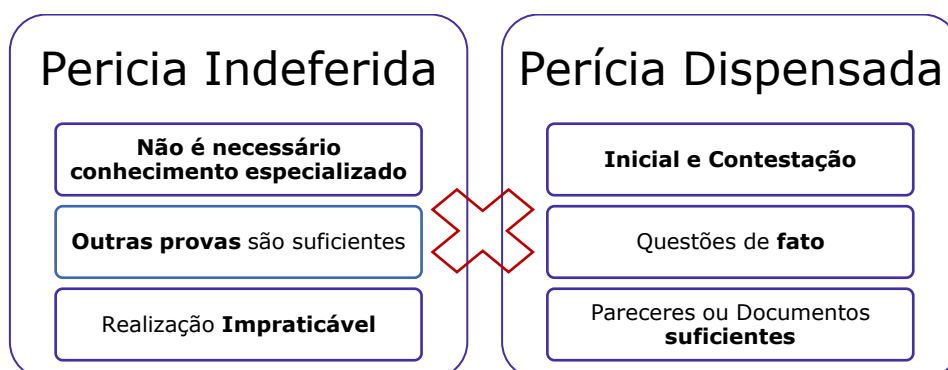 Pericia Indeferida
Não é necessário
conhecimento especializado
Outras provas são suficientes
Realização Impraticável
Perícia Dispensada
Inicial e Contestação
Questões de fato
Pareceres ou Documentos
suficientes